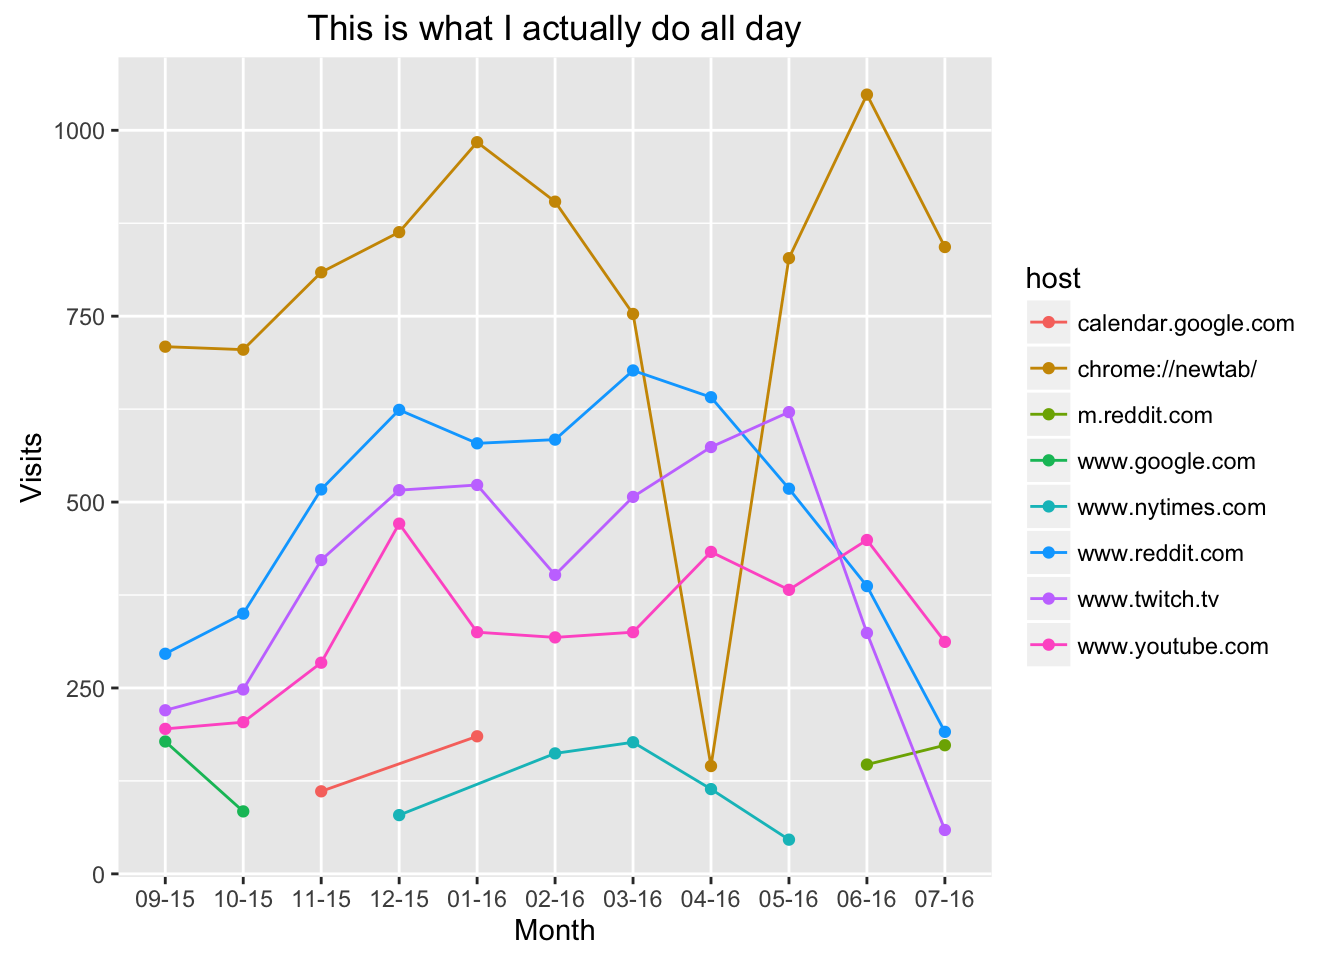 This is what I actually do all day
Visits
1000
750
500
250
0
09-15 10-15 11-15 12-15 01-16 02-16 03-16 04-16 05-16 06-16 07-16
Month
host
calendar.google.com
chrome://newtab/
m.reddit.com
www.google.com
www.nytimes.com
www.reddit.com
www.twitch.tv
www.youtube.com